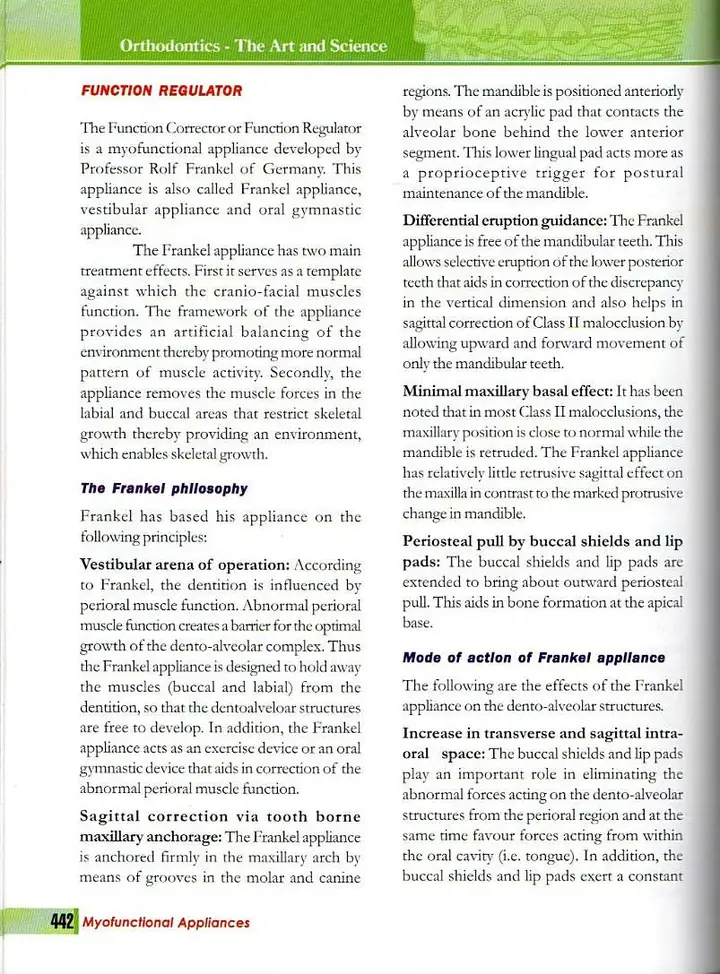 Orthodontics - The Art and Science
FUNCTION REGULATOR
The Function Corrector or Function Regulator
is a myofunctional appliance developed by
Professor Rolf Frankel of Germany. This
appliance is also called Frankel appliance,
vestibular appliance and oral gymnastic
appliance.
The Frankel appliance has two main
treatment effects. First it serves as a template
against which the cranio-facial muscles
function. The framework of the appliance
provides an artificial balancing of the
environment thereby promoting more normal
pattern of muscle activity. Secondly, the
appliance removes the muscle forces in the
labial and buccal areas that restrict skeletal
growth thereby providing an environment,
which enables skeletal growth.
The Frankel philosophy
Frankel has based his appliance on the
following principles:
Vestibular arena of operation: According
to Frankel, the dentition is influenced by
perioral muscle function. Abnormal perioral
muscle function creates a barrier for the optimal
growth of the dento-alveolar complex. Thus
the Frankel appliance is designed to hold away
the muscles (buccal and labial) from the
dentition, so that the dentoalveloar structures
are free to develop. In addition, the Frankel
appliance acts as an exercise device or an oral
gymnastic device that aids in correction of the
abnormal perioral muscle function.
Sagittal correction via tooth borne
maxillary anchorage: The Frankel appliance
is anchored firmly in the maxillary arch by
means of grooves in the molar and canine
regions. The mandible is positioned anteriorly
by means of an acrylic pad that contacts the
alveolar bone behind the lower anterior
segment. This lower lingual pad acts more as
a proprioceptive trigger for postural
maintenance of the mandible.
Differential eruption guidance: The Frankel
appliance is free of the mandibular teeth. This
allows selective eruption of the lower posterior
teeth that aids in correction of the discrepancy
in the vertical dimension and also helps in
sagittal correction of Class II malocclusion by
allowing upward and forward movement of
only the mandibular teeth.
Minimal maxillary basal effect: It has been
noted that in most Class II malocclusions, the
maxillary position is close to normal while the
mandible is retruded. The Frankel appliance
has relatively little retrusive sagittal effect on
the maxilla in contrast to the marked protrusive
change in mandible.
Periosteal pull by buccal shields and lip
pads: The buccal shields and lip pads are
extended to bring about outward periosteal
pull. This aids in bone formation at the apical
base.
Mode of action of Frankel appliance
The following are the effects of the Frankel
appliance on the dento-alveolar structures.
Increase in transverse and sagittal intra-
oral space: The buccal shields and lip pads
play an important role in eliminating the
abnormal forces acting on the dento-alveolar
structures from the perioral region and at the
same time favour forces acting from within
the oral cavity (i.e. tongue). In addition, the
buccal shields and lip pads exert a constant
442 Myofunctional Appliances